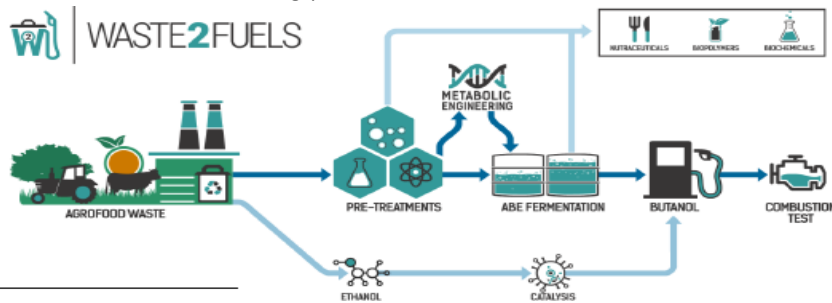 WASTE2FUELS
NUTRACEUTICALS BIOPOLYMERS BIOCHEMICALS
METABOLIC
ENGINEERING
AGROFOOD WASTE PRE-TREATMENTS ABE FERMENTATION BUTANOL COMBUSTION
TEST
ETHANOL CATALYSIS